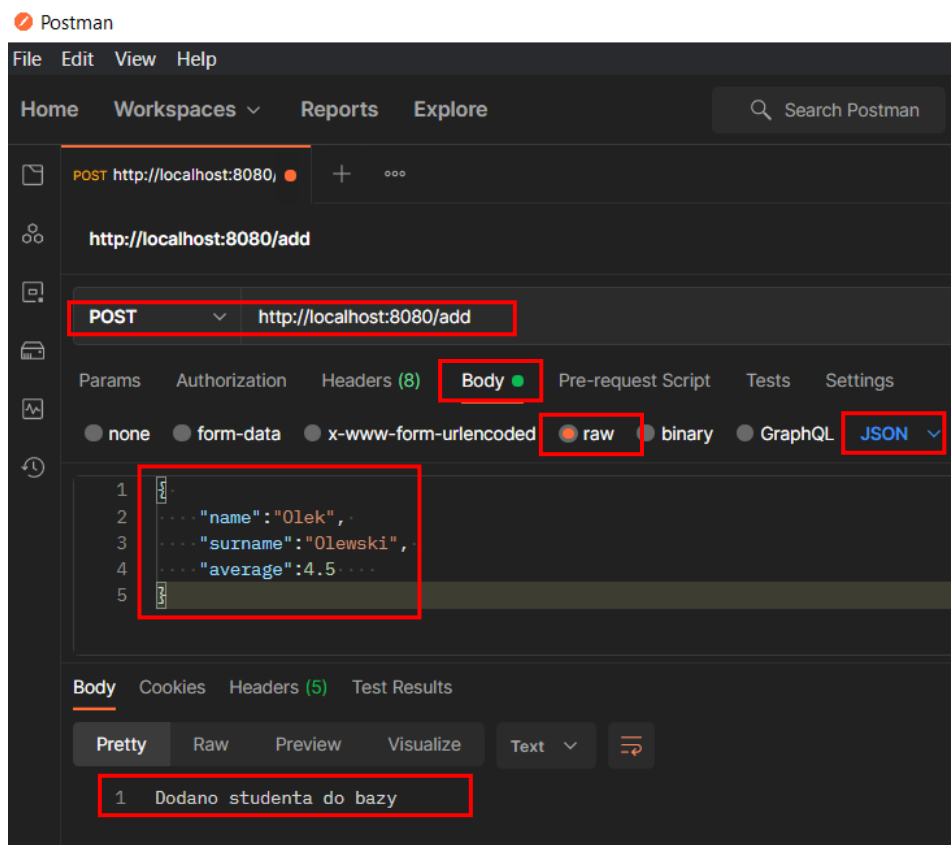 Postman
File Edit View Help
Home Workspaces Reports Explore Search Postman
POST http://localhost:8080/
http://localhost:8080/add
POST http://localhost:8080/add
Params Authorization Headers (8) Body Pre-request Script Tests Settings
none form-data x-www-form-urlencoded raw binary GraphQL JSON
1 {
2 "name":"Olek",
3 "surname":"Olewski",
4 "average":4.5
5 }
Body Cookies Headers (5) Test Results
Pretty Raw Preview Visualize Text
1 Dodano studenta do bazy